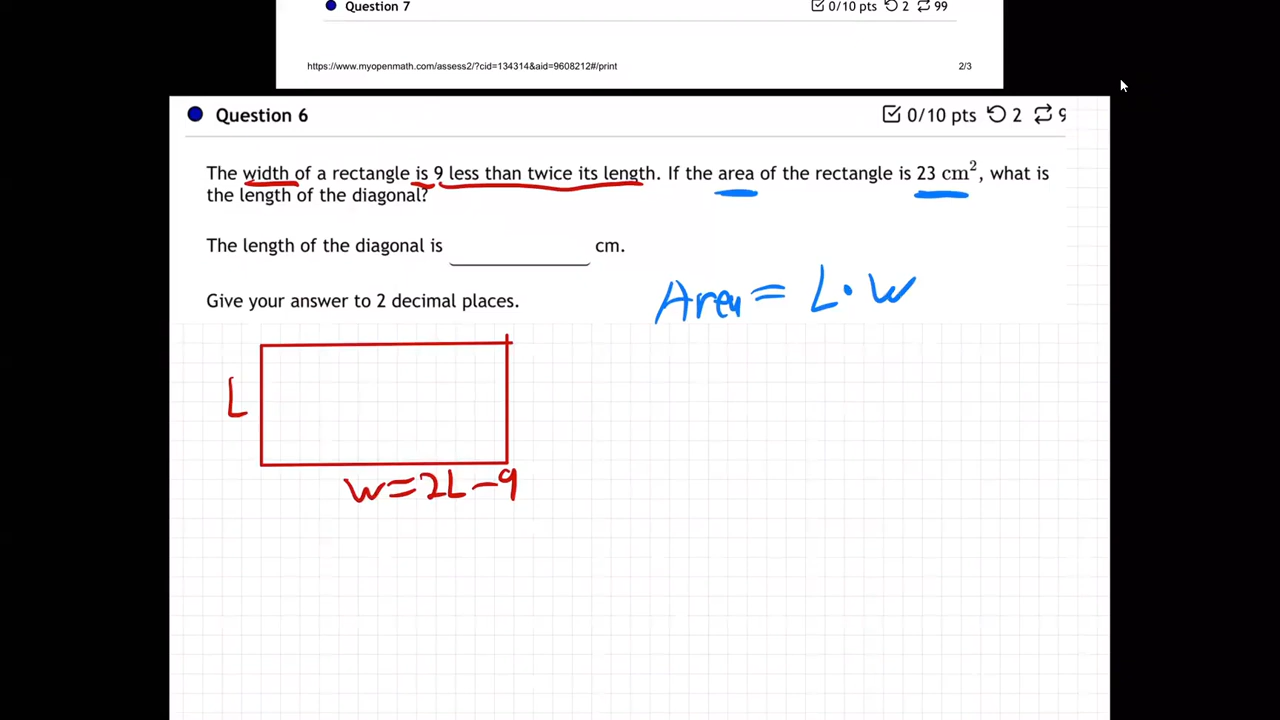 Question 7 0/10 pts 2 99
https://www.myopenmath.com/assess2/?cid=134314&aid=9608212#/print 2/3
Question 6 0/10 pts 2 9
The width of a rectangle is 9 less than twice its length. If the area of the rectangle is 23 cm², what is
the length of the diagonal?
The length of the diagonal is cm.
Area = L · W
Give your answer to 2 decimal places.
L
W = 2L - 9